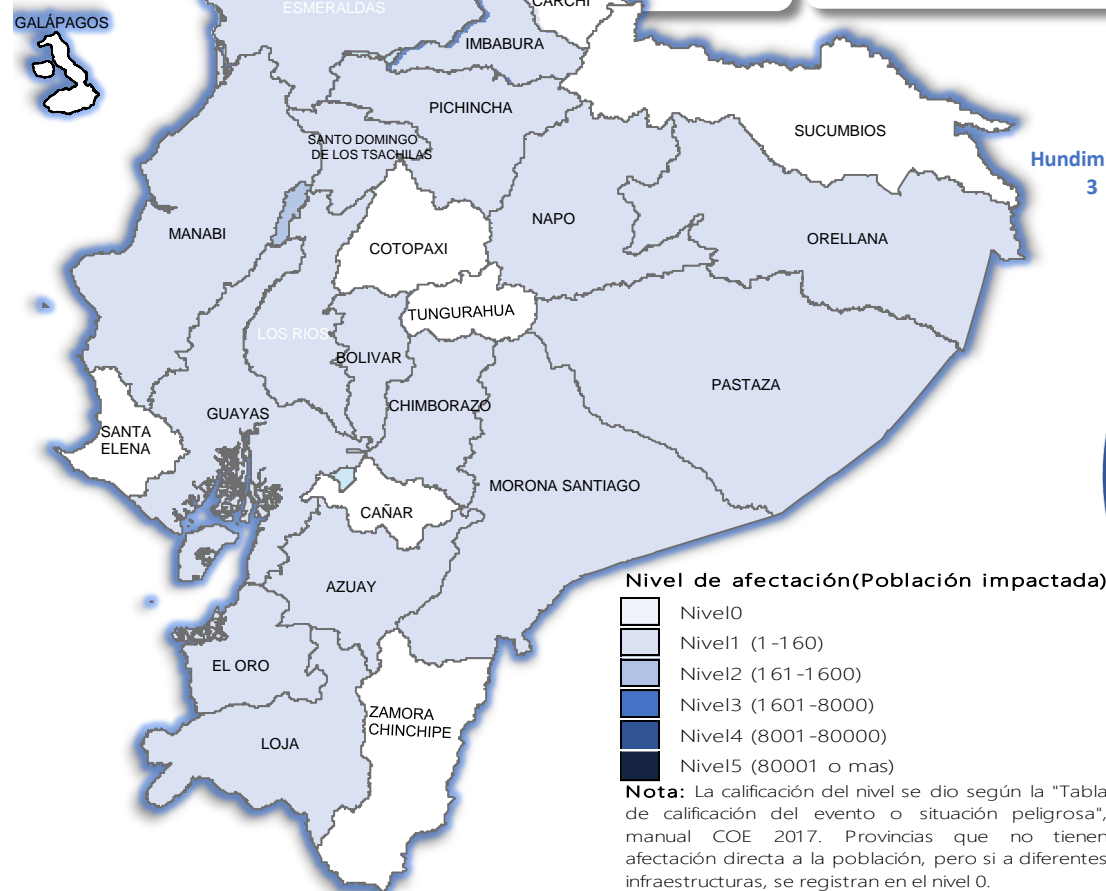 ESMERALDAS
CARCHI
GALÁPAGOS
IMBABURA
PICHINCHA
SUCUMBIOS
SANTO DOMINGO
DE LOS TSACHILAS
Hundim
3
NAPO
MANABI
ORELLANA
COTOPAXI
TUNGURAHUA
LOS RIOS
BOLIVAR
PASTAZA
CHIMBORAZO
GUAYAS
SANTA
ELENA
MORONA SANTIAGO
CAÑAR
AZUAY
EL ORO
ZAMORA
CHINCHIPE
LOJA
Nivel de afectación(Población impactada)
Nivel0
Nivel1 (1-160)
Nivel2 (161-1600)
Nivel3 (1601-8000)
Nivel4 (8001-80000)
Nivel5 (80001 o mas)
Nota: La calificación del nivel se dio según la "Tabla
de calificación del evento o situación peligrosa",
manual COE 2017. Provincias que no tienen
afectación directa a la población, pero si a diferentes
infraestructuras, se registran en el nivel 0.